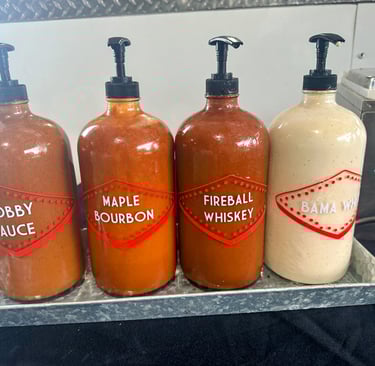 OBBY
AUCE
MAPLE
BOURBON
FIREBALL
WHISKEY
BAMA WH